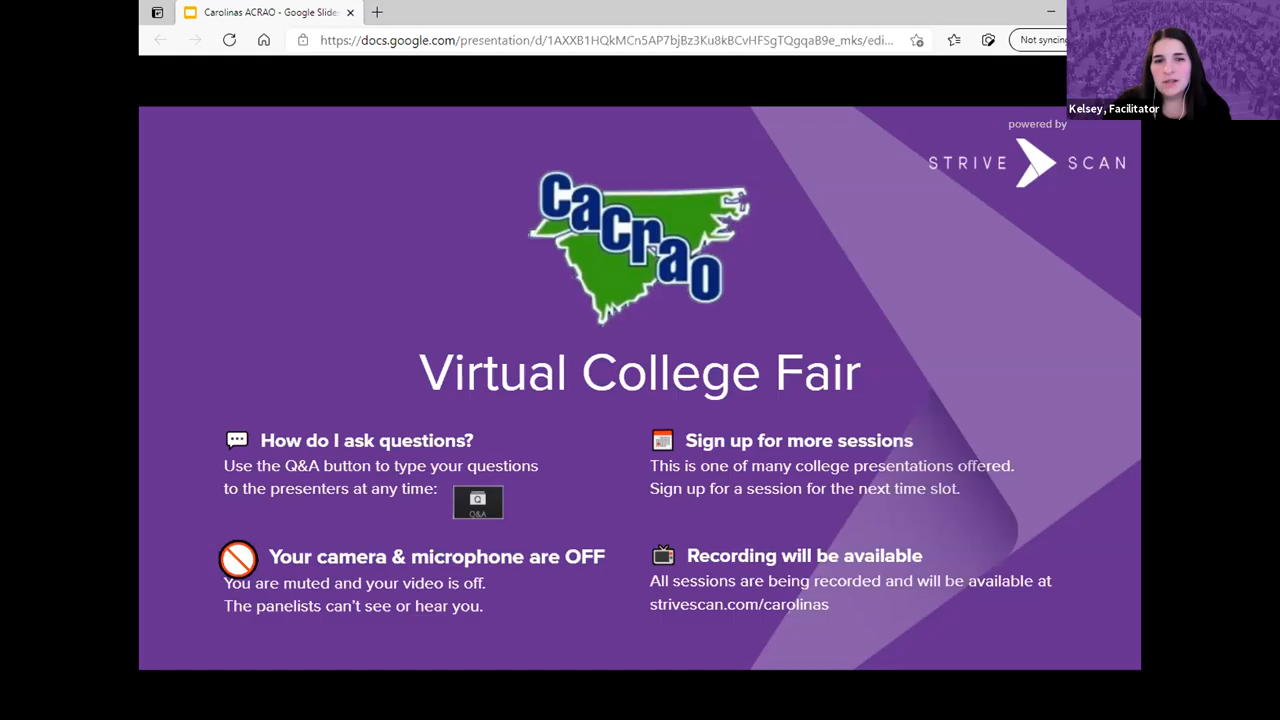 Carolinas ACRAO - Google Slide
https://docs.google.com/presentation/d/1AXXB1HQkMCn5AP7bjBz3Ku8kBCvHFSgTQgqaB9e_mks/edi...
Not syncing
Kelsey, Facilitator
powered by
STRIVE SCAN
cacrao
Virtual College Fair
How do I ask questions?
Use the Q&A button to type your questions
to the presenters at any time:
Q
Q&A
Your camera & microphone are OFF
You are muted and your video is off.
The panelists can't see or hear you.
Sign up for more sessions
This is one of many college presentations offered.
Sign up for a session for the next time slot.
Recording will be available
All sessions are being recorded and will be available at
strivescan.com/carolinas